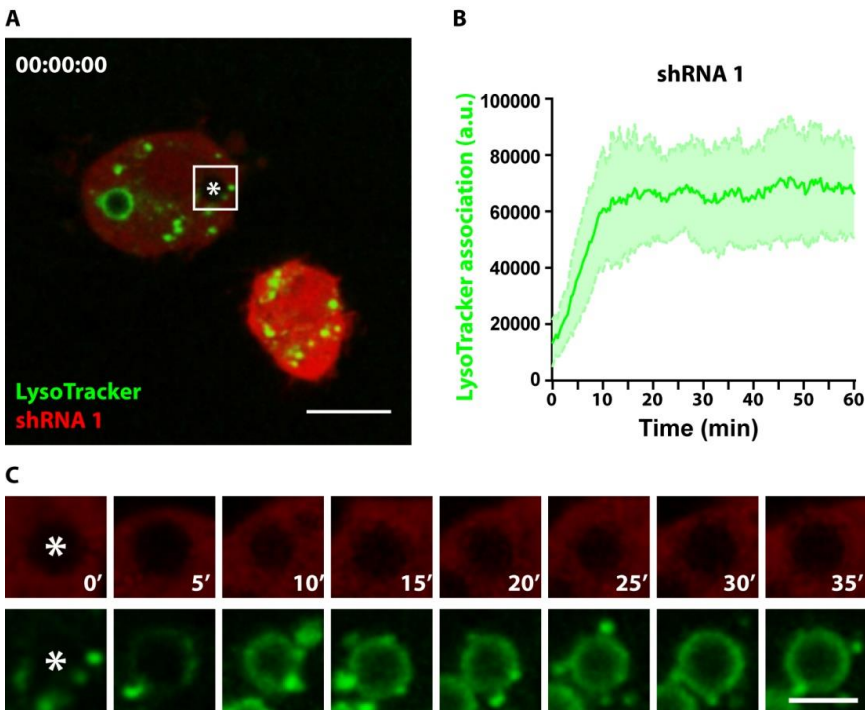 A
00:00:00
*
LysoTracker
shRNA 1
B
shRNA 1
LysoTracker association (a.u.)
100000
80000
60000
40000
20000
0
0 10 20 30 40 50 60
Time (min)
C
*
0′ 5′ 10′ 15′ 20′ 25′ 30′ 35′
*